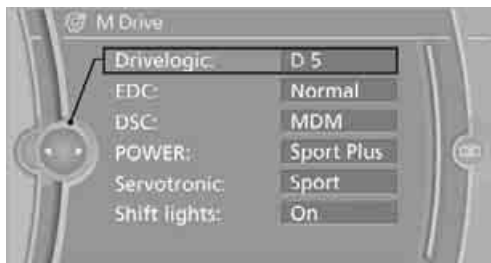 M Drive
Drivelogic: D 5
EDC: Normal
DSC: MDM
POWER: Sport Plus
Servotronic: Sport
Shift lights: On